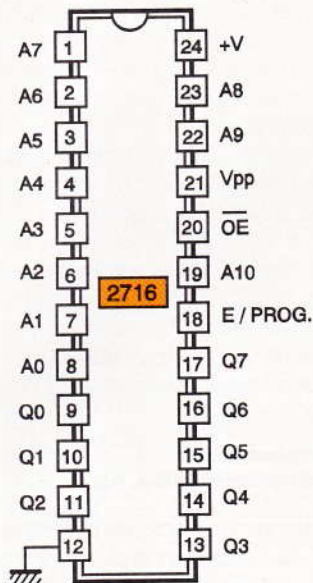 A7 1 24 +V
A6 2 23 A8
A5 3 22 A9
A4 4 21 Vpp
A3 5 20 OE
A2 6 19 A10
2716
A1 7 18 E / PROG.
A0 8 17 Q7
Q0 9 16 Q6
Q1 10 15 Q5
Q2 11 14 Q4
12 13 Q3